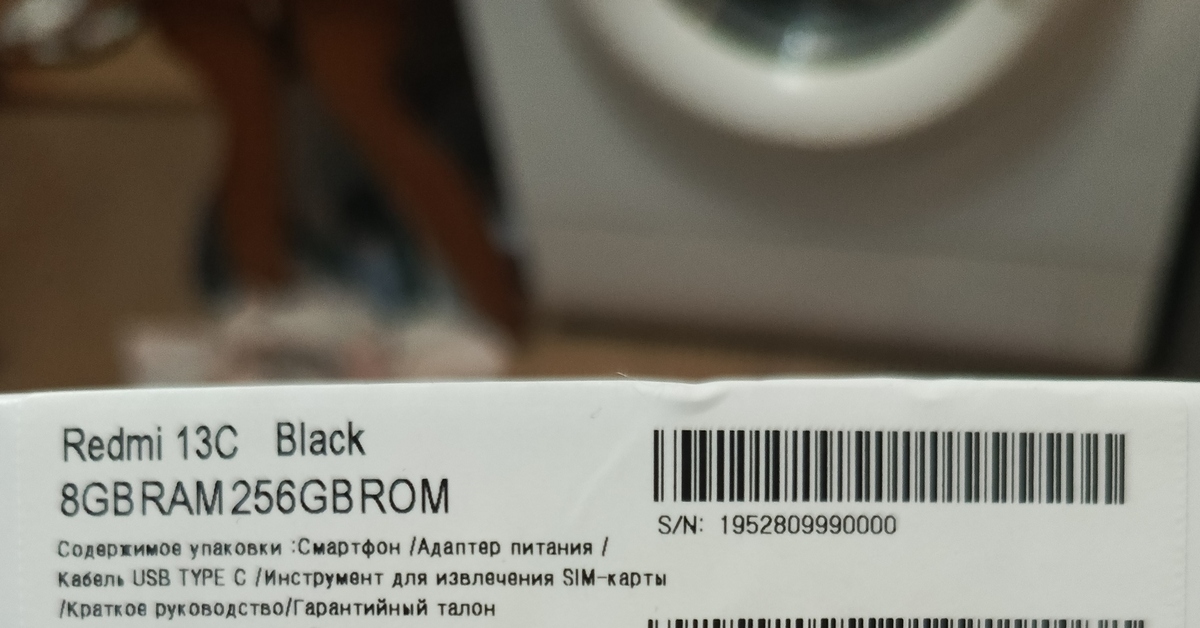 Redmi 13C Black
8GB RAM 256GB ROM
S/N: 1952809990000
Содержимое упаковки :Смартфон /Адаптер питания /
Кабель USB TYPE C /Инструмент для извлечения SIM-карты
/Краткое руководство/Гарантийный талон